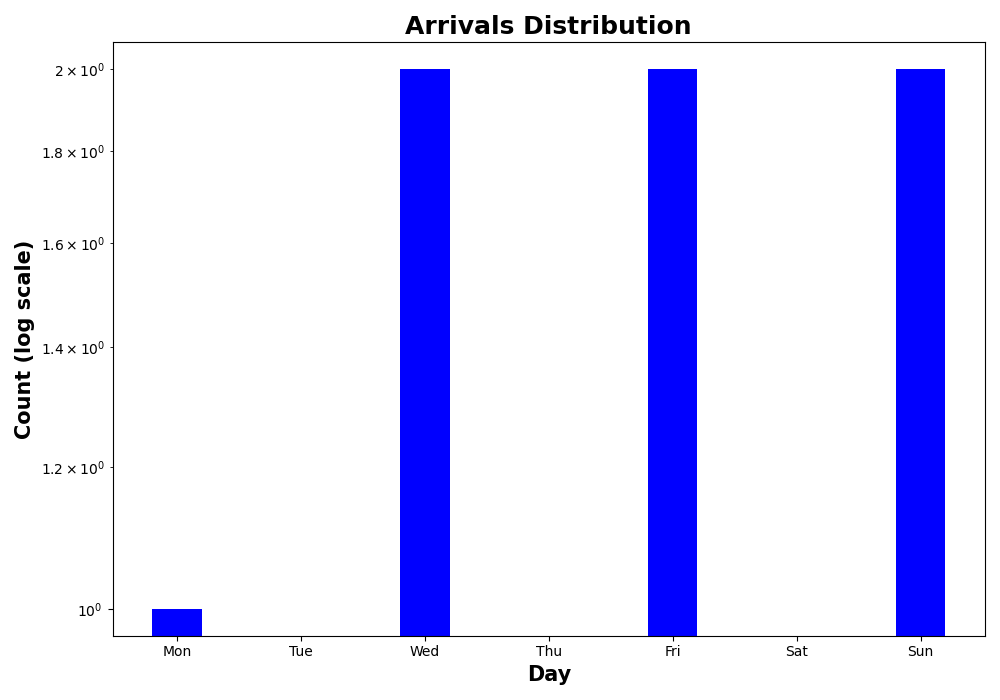 Arrivals Distribution
2 × 10⁰
1.8 × 10⁰
1.6 × 10⁰
1.4 × 10⁰
1.2 × 10⁰
10⁰
Count (log scale)
Mon Tue Wed Thu Fri Sat Sun
Day